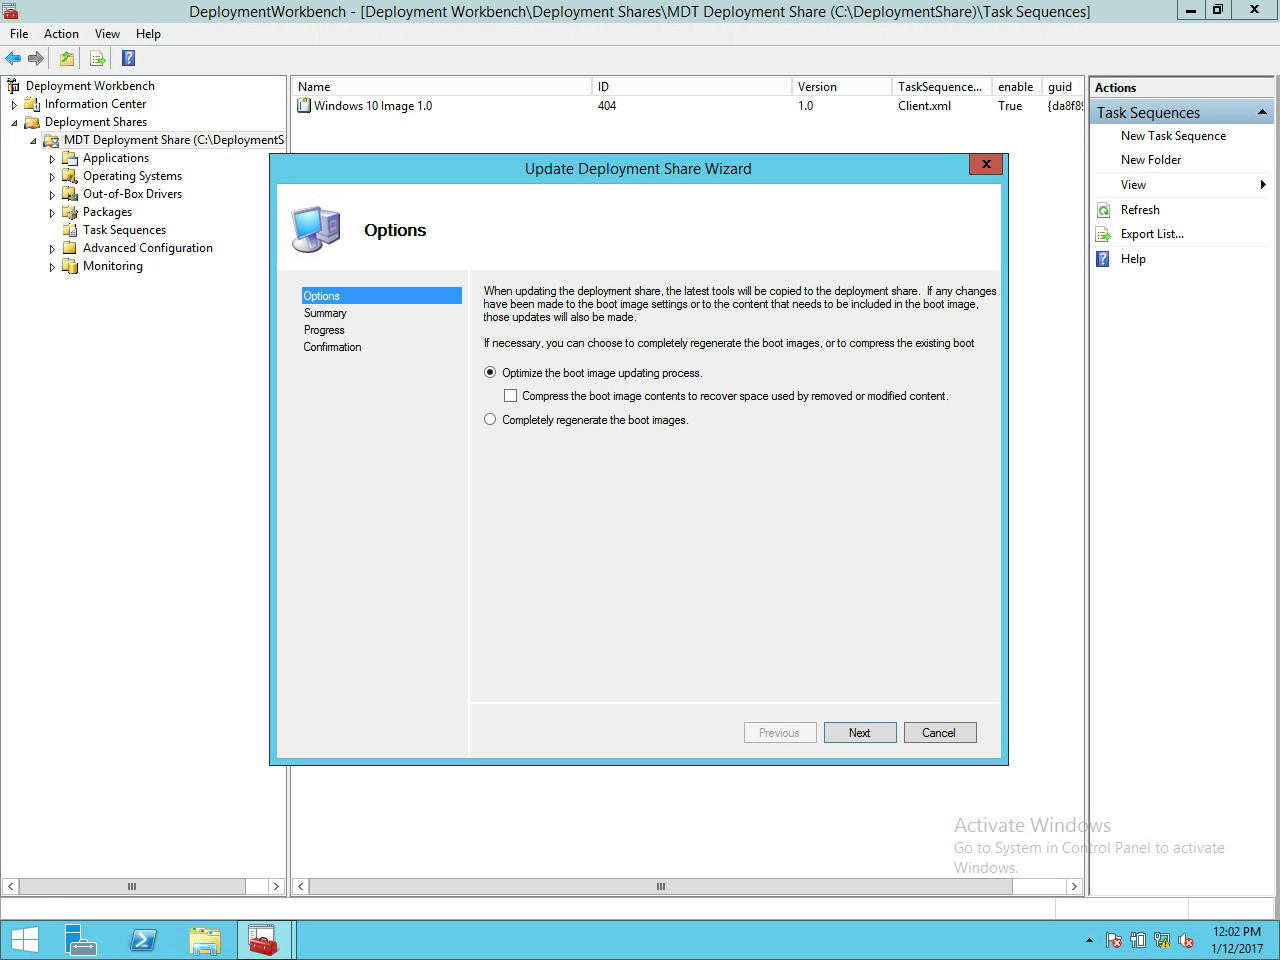 DeploymentWorkbench - [Deployment Workbench\Deployment Shares\MDT Deployment Share (C:\DeploymentShare)\Task Sequences]
File Action View Help
Deployment Workbench
Information Center
Deployment Shares
MDT Deployment Share (C:\DeploymentS
Applications
Operating Systems
Out-of-Box Drivers
Packages
Task Sequences
Advanced Configuration
Monitoring
Name ID Version TaskSequence... enable guid
Windows 10 Image 1.0 404 1.0 Client.xml True {da8f8
Actions
Task Sequences
New Task Sequence
New Folder
View
Refresh
Export List...
Help
Update Deployment Share Wizard
Options
Options
Summary
Progress
Confirmation
When updating the deployment share, the latest tools will be copied to the deployment share. If any changes
have been made to the boot image settings or to the content that needs to be included in the boot image,
those updates will also be made.
If necessary, you can choose to completely regenerate the boot images, or to compress the existing boot
Optimize the boot image updating process.
Compress the boot image contents to recover space used by removed or modified content.
Completely regenerate the boot images.
Previous Next Cancel
Activate Windows
Go to System in Control Panel to activate
Windows.
12:02 PM
1/12/2017